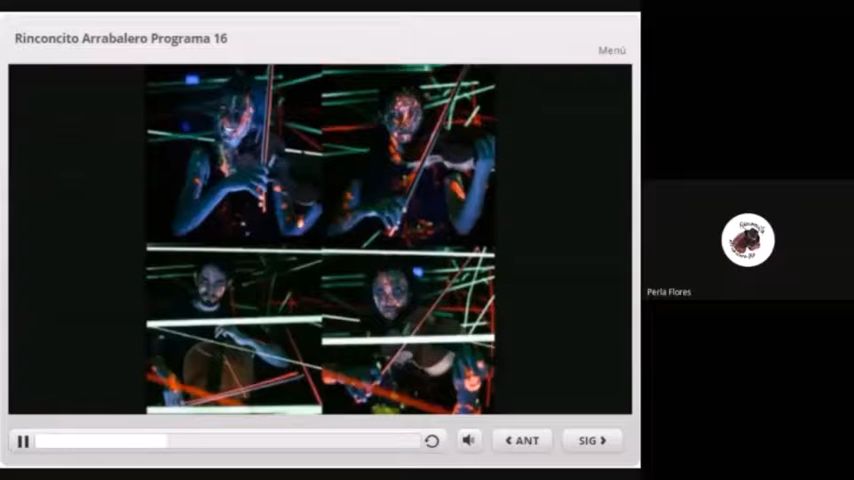 Rinconcito Arrabalero Programa 16
Menú
Perla Flores
ANT
SIG